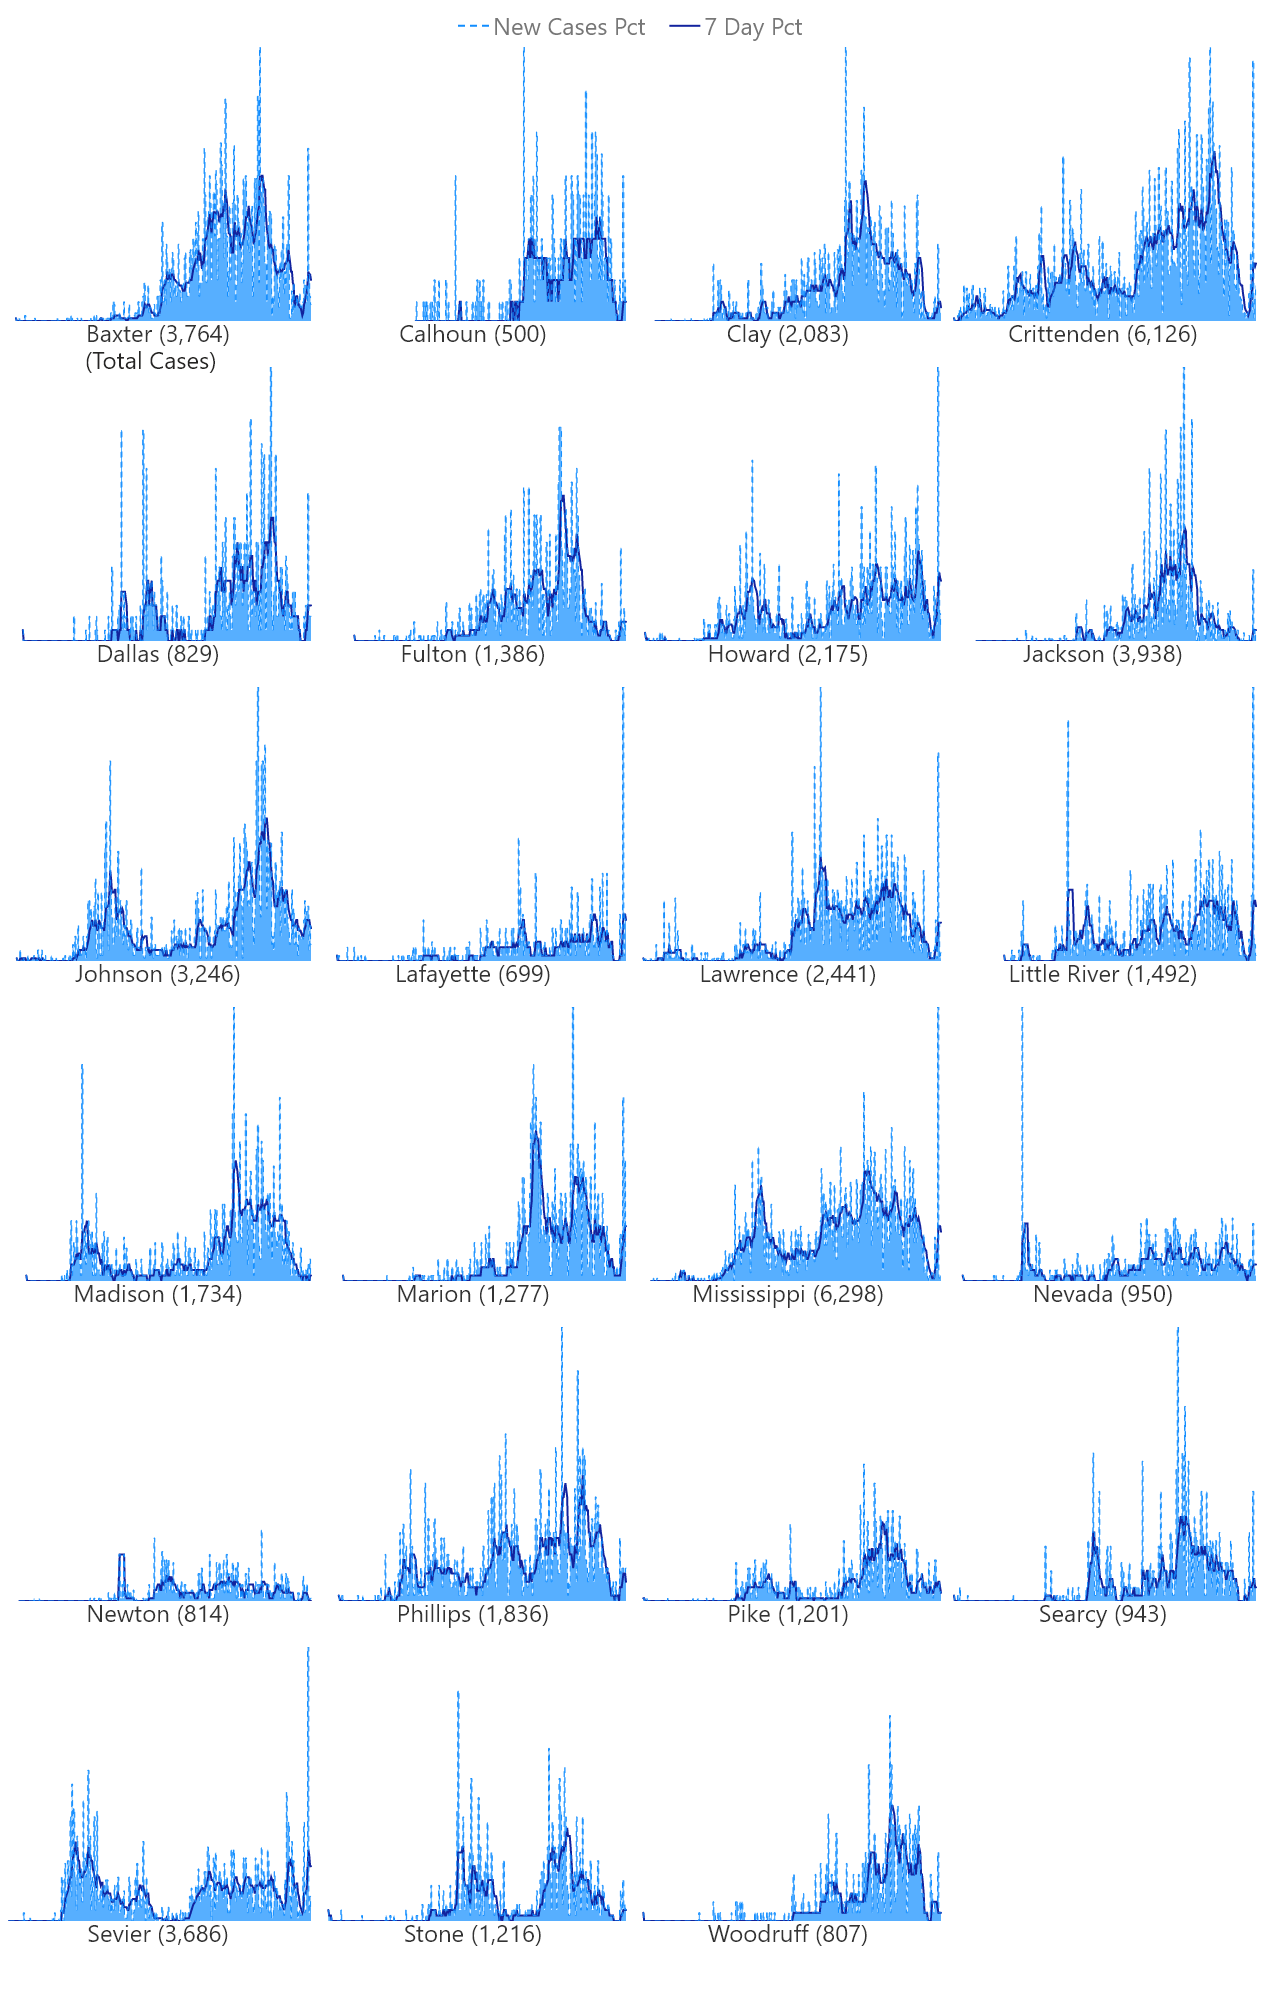 New Cases Pct 7 Day Pct
Baxter (3,764) Calhoun (500) Clay (2,083) Crittenden (6,126)
(Total Cases)
Dallas (829) Fulton (1,386) Howard (2,175) Jackson (3,938)
Johnson (3,246) Lafayette (699) Lawrence (2,441) Little River (1,492)
Madison (1,734) Marion (1,277) Mississippi (6,298) Nevada (950)
Newton (814) Phillips (1,836) Pike (1,201) Searcy (943)
Sevier (3,686) Stone (1,216) Woodruff (807)